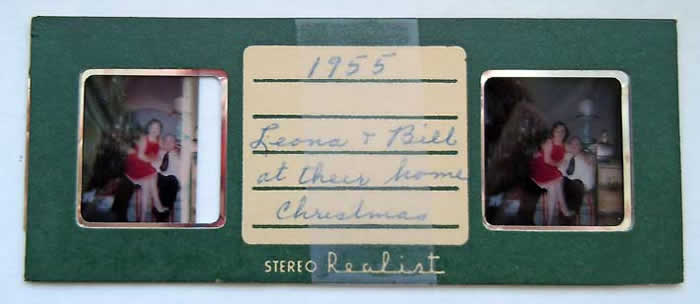 1955
Leona & Bill
at their home
Christmas
STEREO Realist